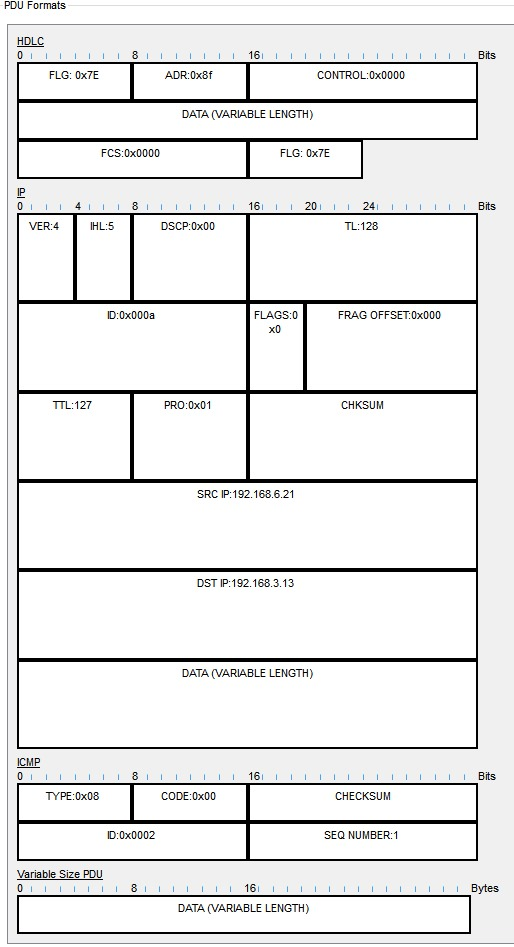 PDU Formats
HDLC
0 8 16 Bits
FLG: 0x7E ADR:0x8f CONTROL:0x0000
DATA (VARIABLE LENGTH)
FCS:0x0000 FLG: 0x7E
IP
0 4 8 16 20 24 Bits
VER:4 IHL:5 DSCP:0x00 TL:128
ID:0x000a FLAGS:0 FRAG OFFSET:0x000
x0
TTL:127 PRO:0x01 CHKSUM
SRC IP:192.168.6.21
DST IP:192.168.3.13
DATA (VARIABLE LENGTH)
ICMP
0 8 16 Bits
TYPE:0x08 CODE:0x00 CHECKSUM
ID:0x0002 SEQ NUMBER:1
Variable Size PDU
0 8 16 Bytes
DATA (VARIABLE LENGTH)